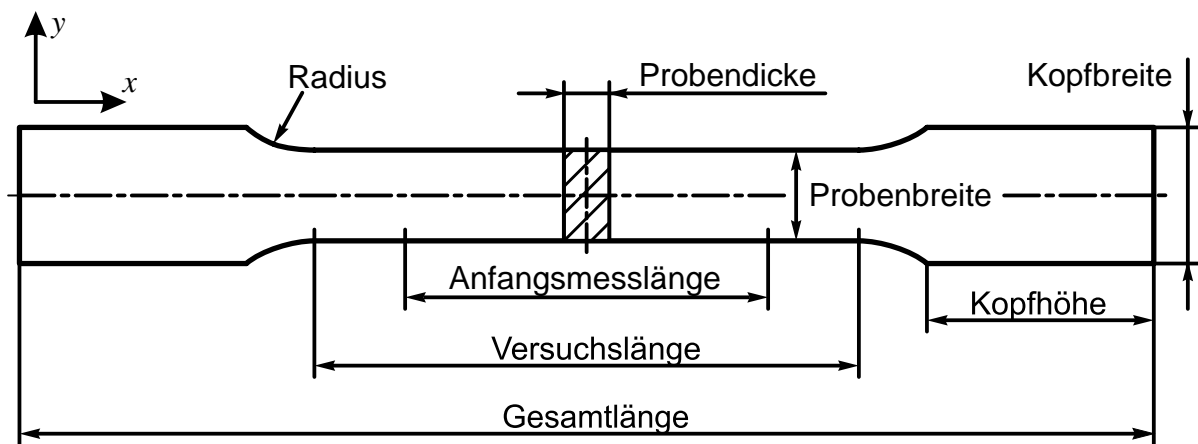 y
x
Radius
Probendicke
Kopfbreite
Probenbreite
Anfangsmesslänge
Kopfhöhe
Versuchslänge
Gesamtlänge